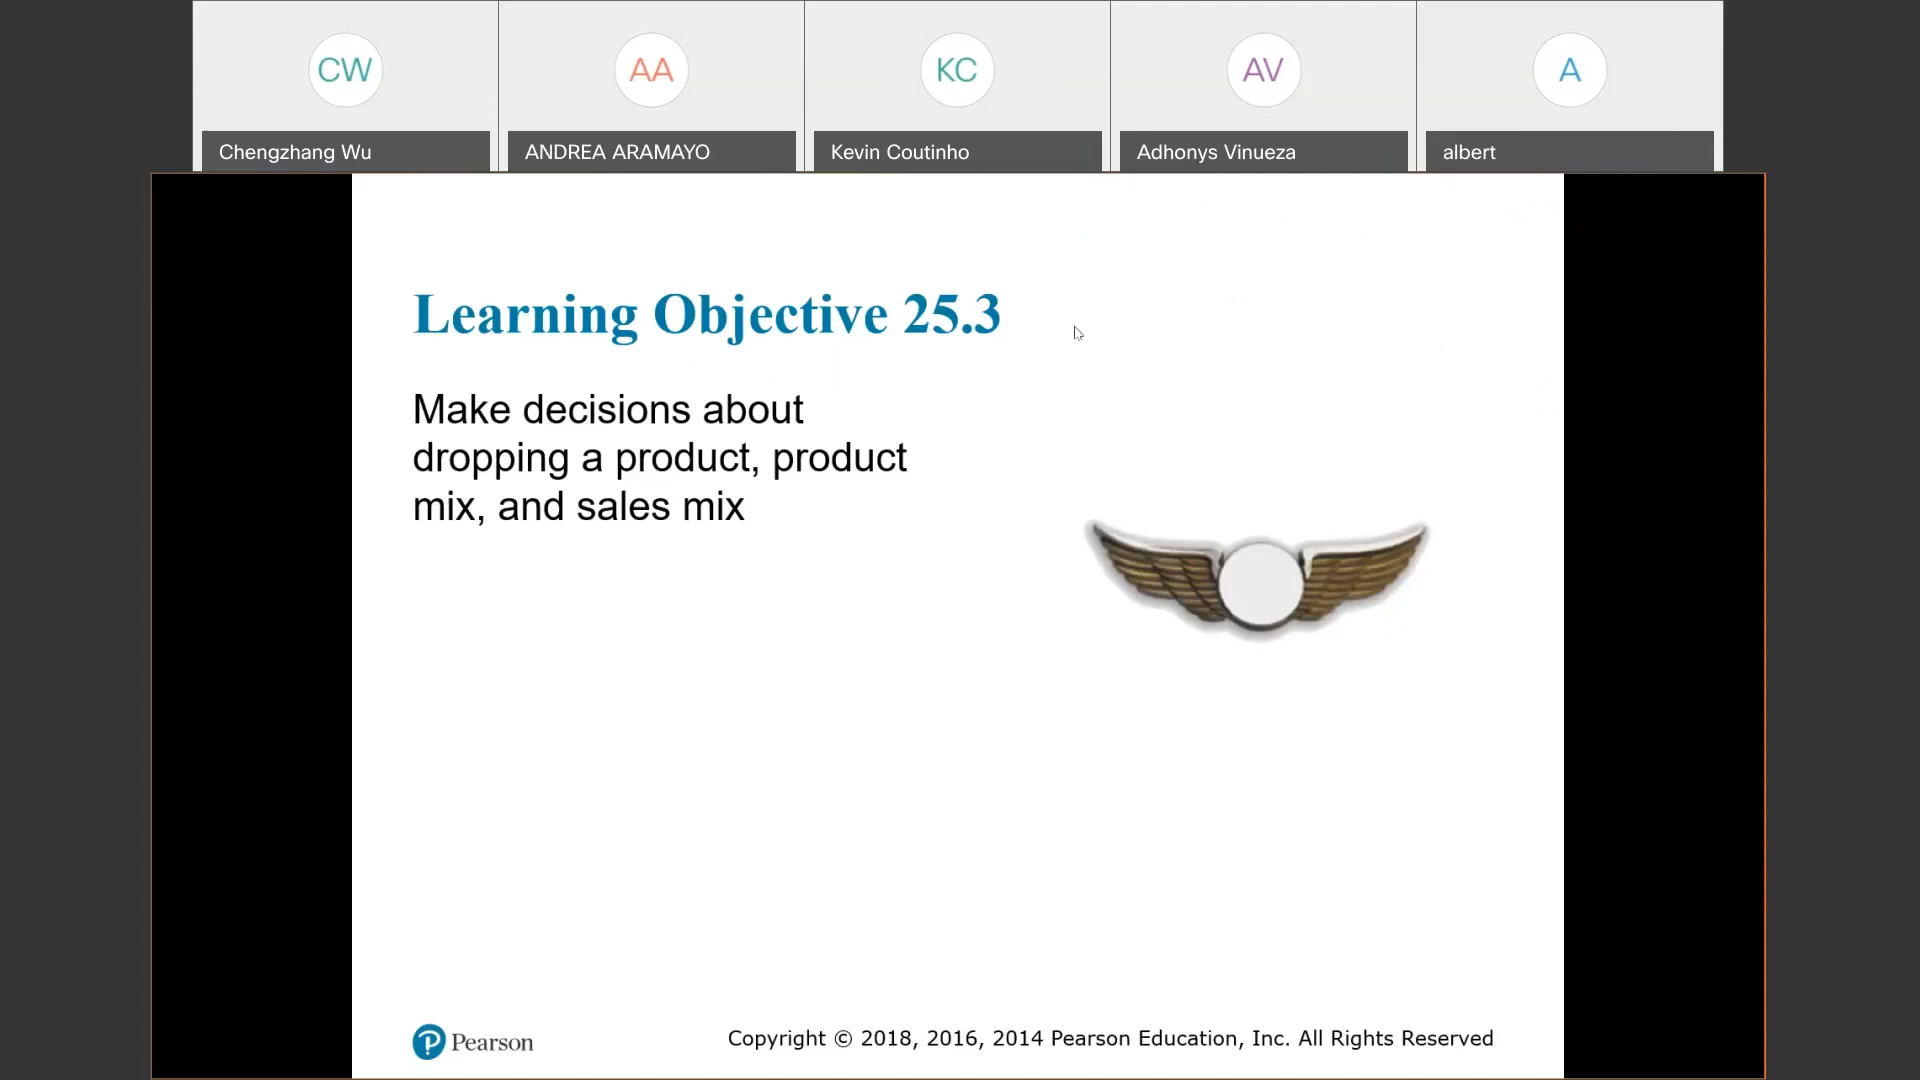 CW
AA
KC
AV
A
Chengzhang Wu
ANDREA ARAMAYO
Kevin Coutinho
Adhonys Vinueza
albert
Learning Objective 25.3
Make decisions about
dropping a product, product
mix, and sales mix
Pearson
Copyright © 2018, 2016, 2014 Pearson Education, Inc. All Rights Reserved